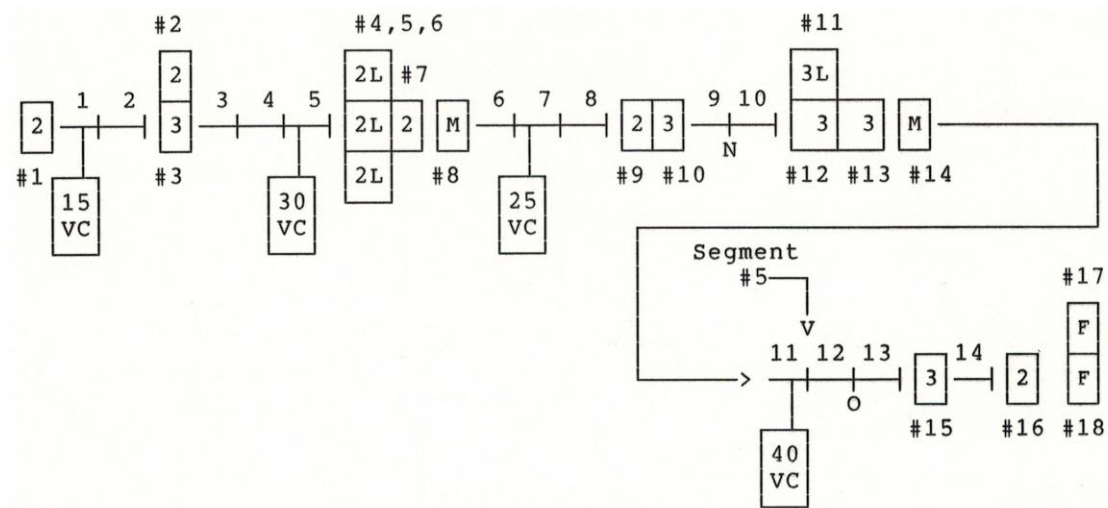 #2 #4,5,6 #11
2 2L #7 3L
1 2 3 4 5 6 7 8 9 10
2 3 2L 2 M 2 3 3 3 M
N
#1 #3 2L #8 #9 #10 #12 #13 #14
15 30 25
VC VC VC
Segment
#5 #17
V F
11 12 13 14
> 3 2 F
O
#15 #16 #18
40
VC